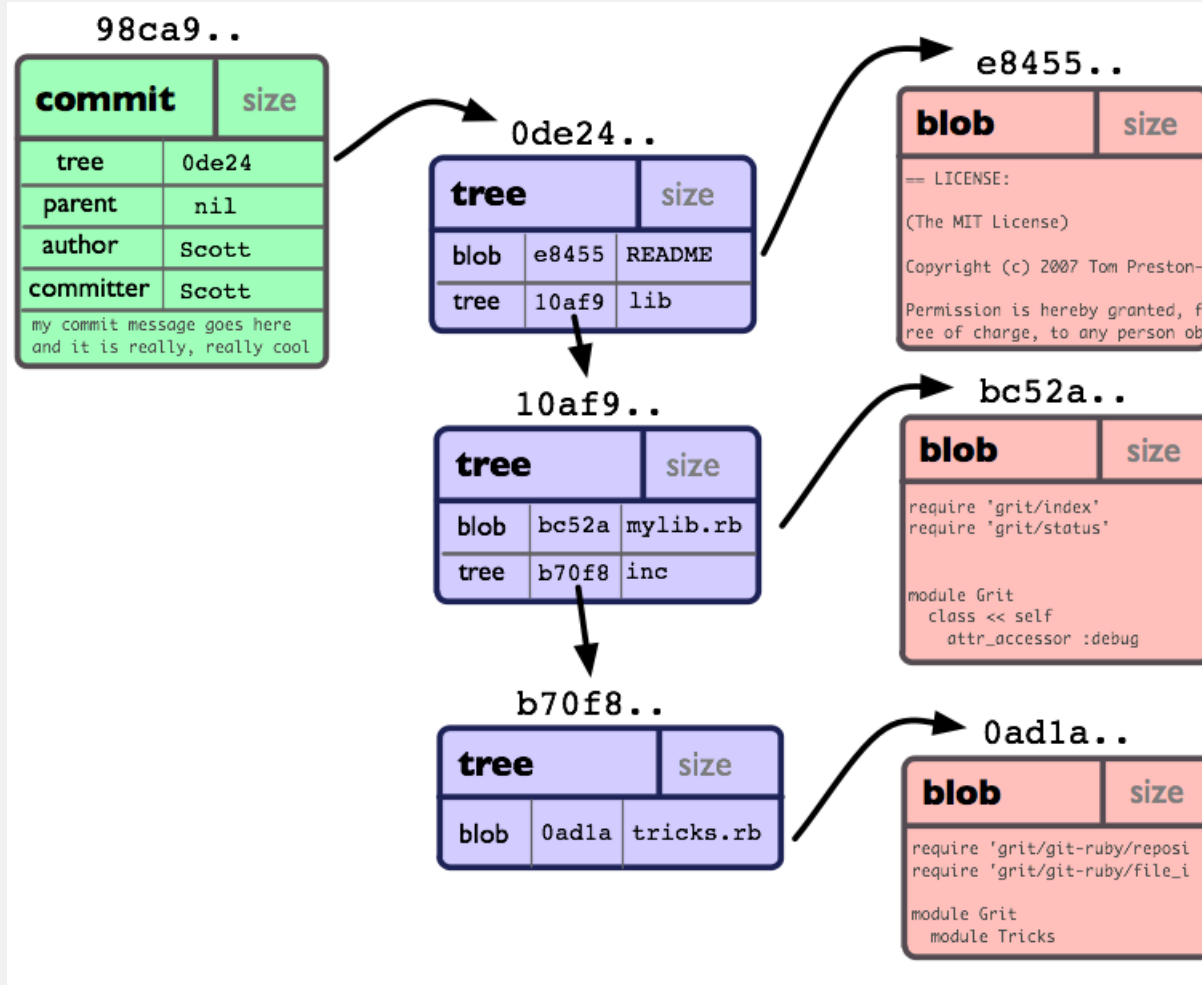 98ca9..
commit size
tree 0de24
parent nil
author Scott
committer Scott
my commit message goes here
and it is really, really cool
0de24..
tree size
blob e8455 README
tree 10af9 lib
10af9..
tree size
blob bc52a mylib.rb
tree b70f8 inc
b70f8..
tree size
blob 0ad1a tricks.rb
e8455..
blob size
== LICENSE:
(The MIT License)
Copyright (c) 2007 Tom Preston-
Permission is hereby granted, f
ree of charge, to any person ob
bc52a..
blob size
require 'grit/index'
require 'grit/status'
module Grit
class << self
attr_accessor :debug
0ad1a..
blob size
require 'grit/git-ruby/reposi
require 'grit/git-ruby/file_i
module Grit
module Tricks